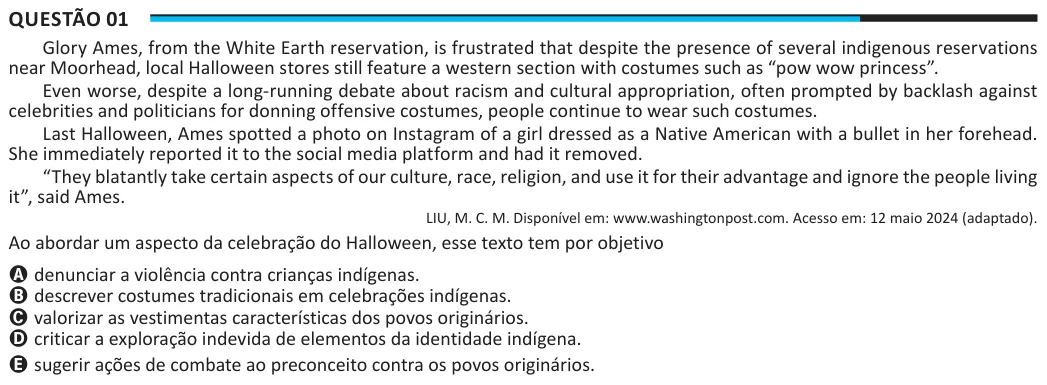 QUESTÃO 01
Glory Ames, from the White Earth reservation, is frustrated that despite the presence of several indigenous reservations
near Moorhead, local Halloween stores still feature a western section with costumes such as “pow wow princess”.
Even worse, despite a long-running debate about racism and cultural appropriation, often prompted by backlash against
celebrities and politicians for donning offensive costumes, people continue to wear such costumes.
Last Halloween, Ames spotted a photo on Instagram of a girl dressed as a Native American with a bullet in her forehead.
She immediately reported it to the social media platform and had it removed.
“They blatantly take certain aspects of our culture, race, religion, and use it for their advantage and ignore the people living
it”, said Ames.
LIU, M. C. M. Disponível em: www.washingtonpost.com. Acesso em: 12 maio 2024 (adaptado).
Ao abordar um aspecto da celebração do Halloween, esse texto tem por objetivo
A denunciar a violência contra crianças indígenas.
B descrever costumes tradicionais em celebrações indígenas.
C valorizar as vestimentas características dos povos originários.
D criticar a exploração indevida de elementos da identidade indígena.
E sugerir ações de combate ao preconceito contra os povos originários.